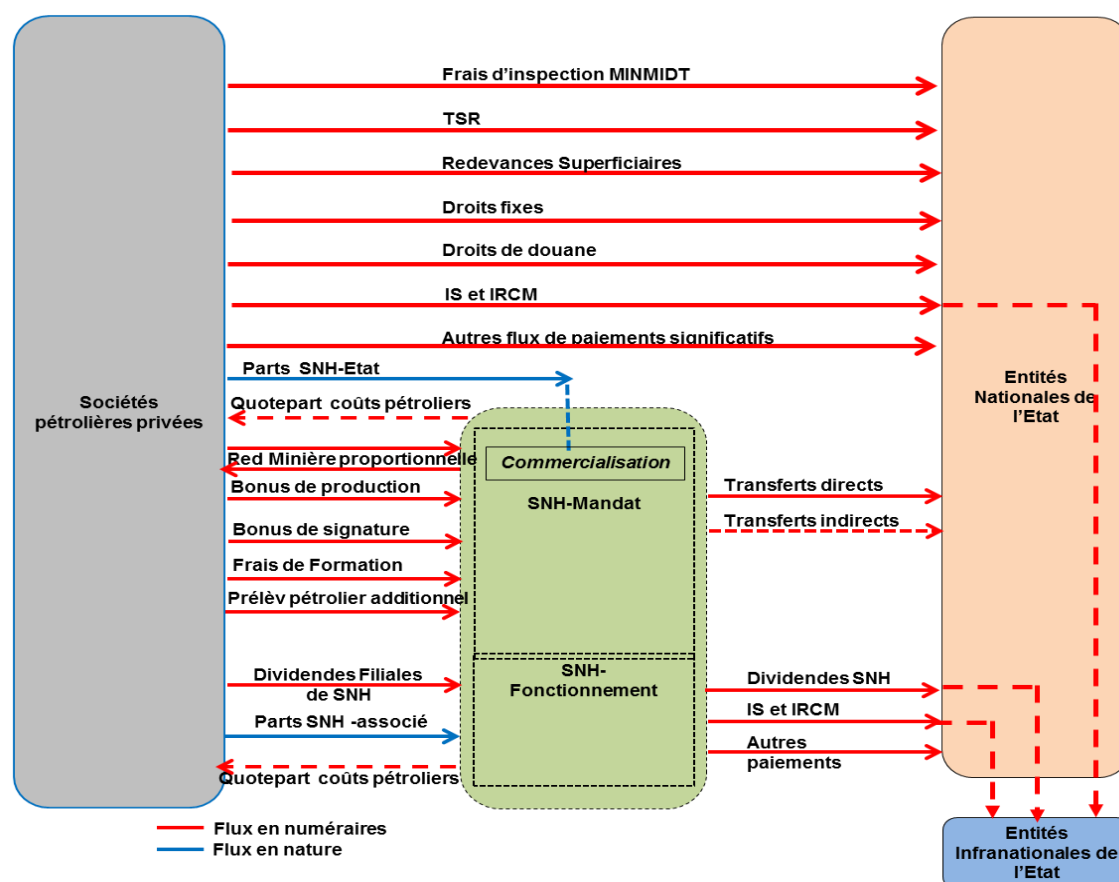 Frais d'inspection MINMIDT
TSR
Redevances Superficiaires
Droits fixes
Droits de douane
IS et IRCM
Autres flux de paiements significatifs
Parts SNH-Etat
Sociétés
pétrolières privées
Quotepart coûts pétroliers
Red Minière proportionnelle
Bonus de production
Bonus de signature
Frais de Formation
Prélèv pétrolier additionnel
Dividendes Filiales
de SNH
Parts SNH -associé
Quotepart coûts pétroliers
Commercialisation
SNH-Mandat
SNH-
Fonctionnement
Transferts directs
Transferts indirects
Dividendes SNH
IS et IRCM
Autres
paiements
Entités
Nationales de
l'Etat
Entités
Infranationales de
l'Etat
Flux en numéraires
Flux en nature